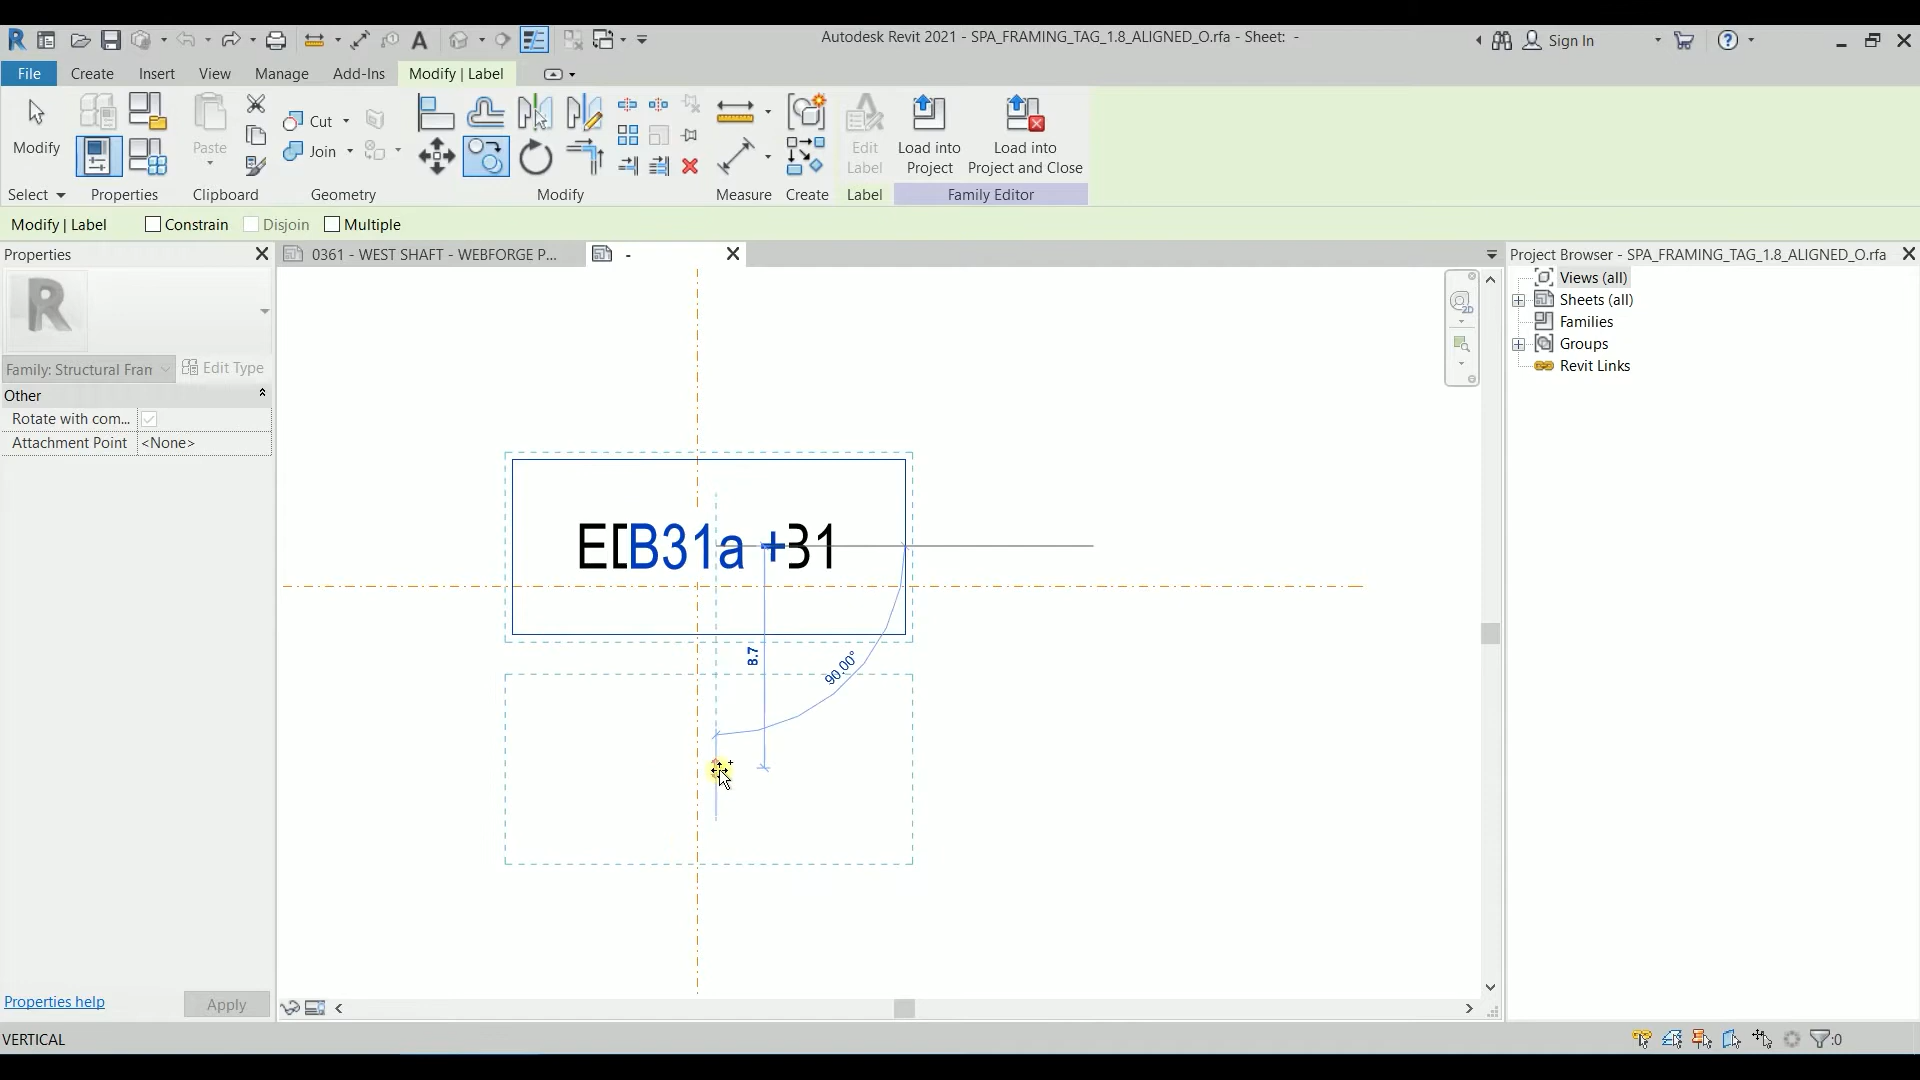 Autodesk Revit 2021 - SPA_FRAMING_TAG_1.8_ALIGNED_O.rfa - Sheet: -
Sign In
File
Create
Insert
View
Manage
Add-Ins
Modify | Label
Modify
Paste
Cut
Join
Edit
Label
Load into
Project
Load into
Project and Close
Select
Properties
Clipboard
Geometry
Modify
Measure
Create
Label
Family Editor
Modify | Label
Constrain
Disjoin
Multiple
Properties
0361 - WEST SHAFT - WEBFORGE P...
-
Project Browser - SPA_FRAMING_TAG_1.8_ALIGNED_O.rfa
Views (all)
Sheets (all)
Families
Groups
Revit Links
Family: Structural Fran
Edit Type
Other
Rotate with com...
Attachment Point
<None>
B31a +
31
8.7
90.00°
2D
Properties help
Apply
VERTICAL
:0